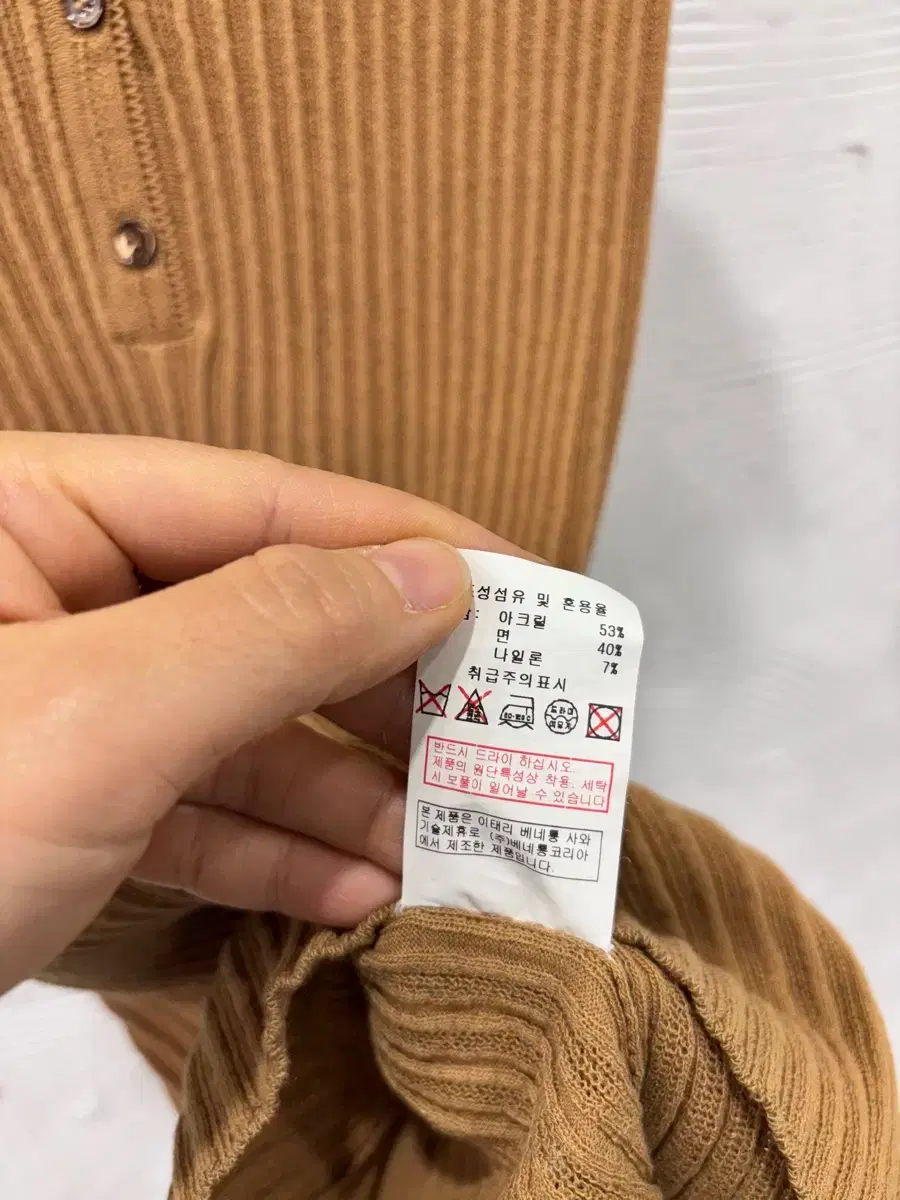 성섬유 및 혼용율
아크릴 53%
면 40%
나일론 7%
취급주의표시
드라이
반드시 드라이 하십시오.
제품의 원단특성상 착용. 세탁
시 보풀이 일어날 수 있습니다
본 제품은 이태리 베네통 사와
기술제휴로 (주)베네통코리아
에서 제조한 제품입니다.